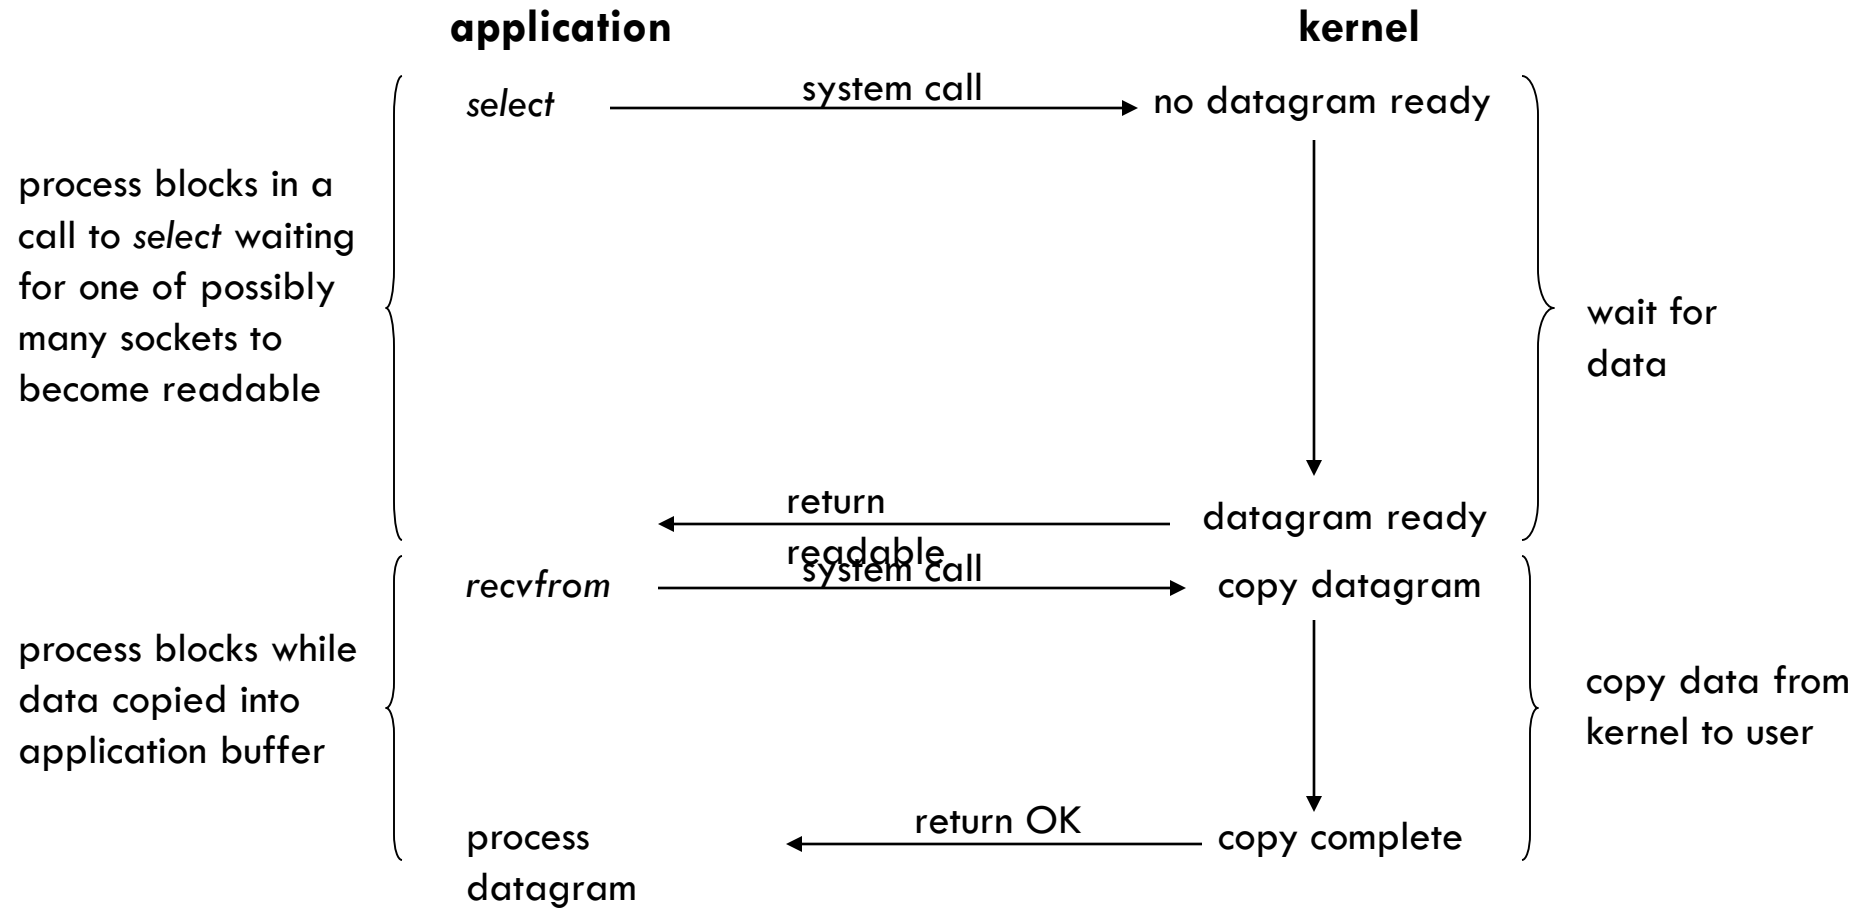 application
kernel
select
system call
no datagram ready
process blocks in a
call to select waiting
for one of possibly
many sockets to
become readable
wait for
data
return
readable
datagram ready
recvfrom
system call
copy datagram
process blocks while
data copied into
application buffer
copy data from
kernel to user
return OK
copy complete
process
datagram